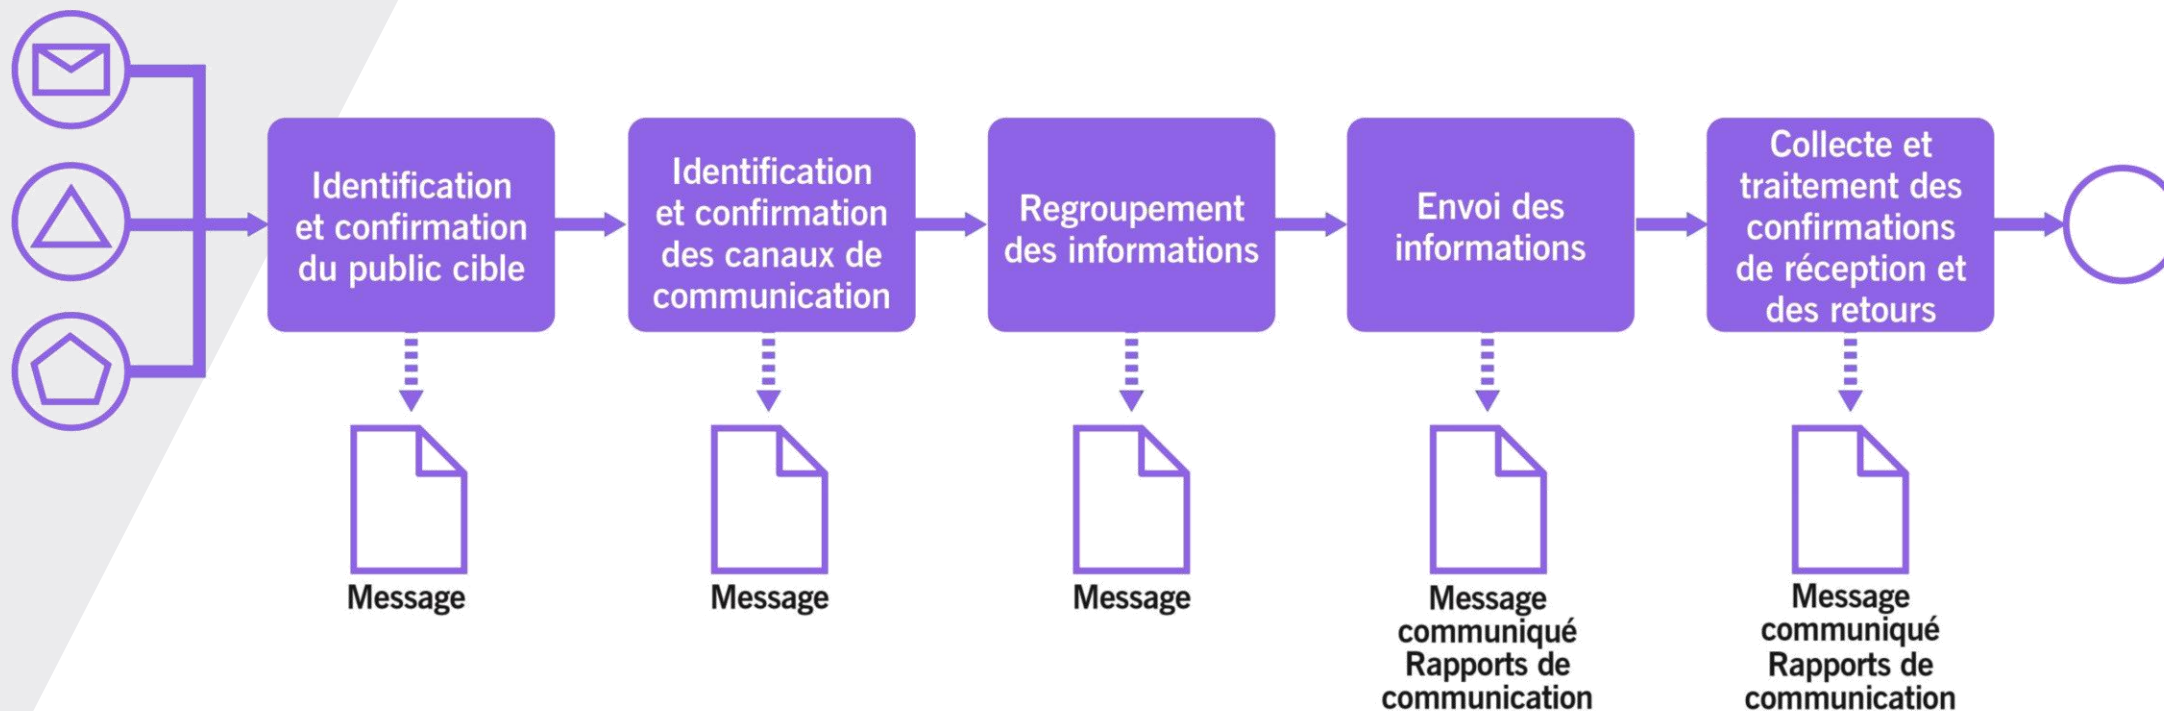 Identification
et confirmation
du public cible
Identification
et confirmation
des canaux de
communication
Regroupement
des informations
Envoi des
informations
Collecte et
traitement des
confirmations
de réception et
des retours
Message
Message
Message
Message
communiqué
Rapports de
communication
Message
communiqué
Rapports de
communication